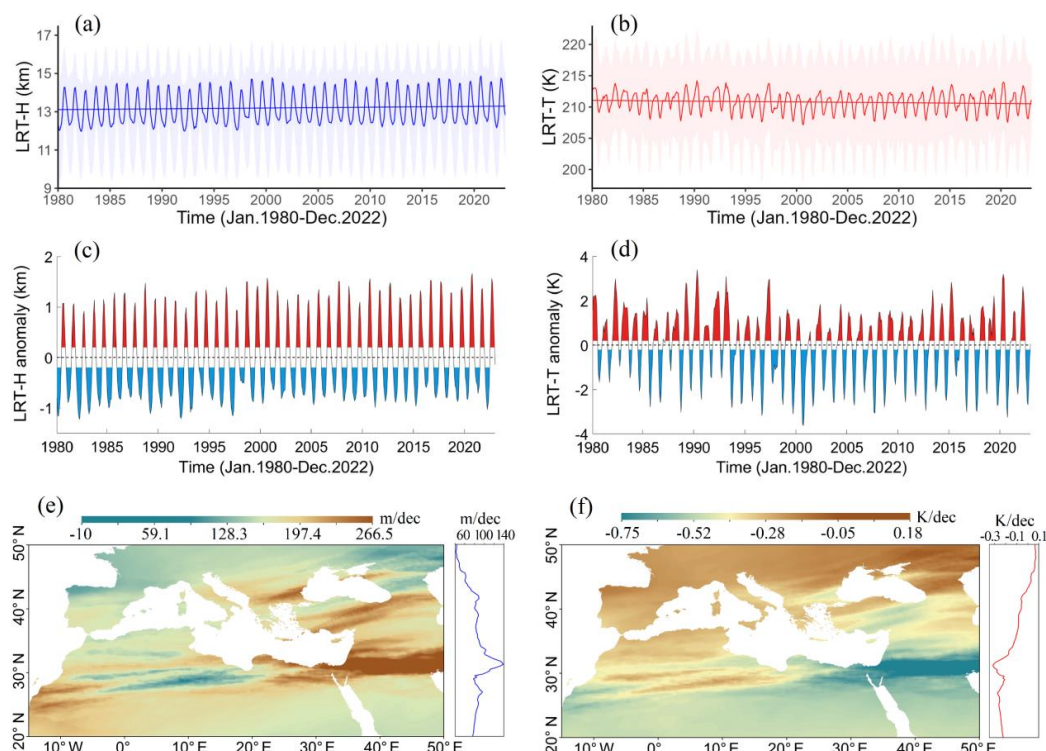 (a)
17
15
13
11
9
LRT-H (km)
1980 1985 1990 1995 2000 2005 2010 2015 2020
Time (Jan.1980-Dec.2022)
(b)
220
215
210
205
200
LRT-T (K)
1980 1985 1990 1995 2000 2005 2010 2015 2020
Time (Jan.1980-Dec.2022)
(c)
2
1
0
-1
LRT-H anomaly (km)
1980 1985 1990 1995 2000 2005 2010 2015 2020
Time (Jan.1980-Dec.2022)
(d)
4
2
0
-2
-4
LRT-T anomaly (K)
1980 1985 1990 1995 2000 2005 2010 2015 2020
Time (Jan.1980-Dec.2022)
(e)
m/dec
-10 59.1 128.3 197.4 266.5
m/dec
60 100 140
50°N
40°N
30°N
20°N
10°W 0° 10°E 20°E 30°E 40°E 50°E
(f)
K/dec
-0.75 -0.52 -0.28 -0.05 0.18
K/dec
-0.3 -0.1 0.1
50°N
40°N
30°N
20°N
10°W 0° 10°E 20°E 30°E 40°E 50°E